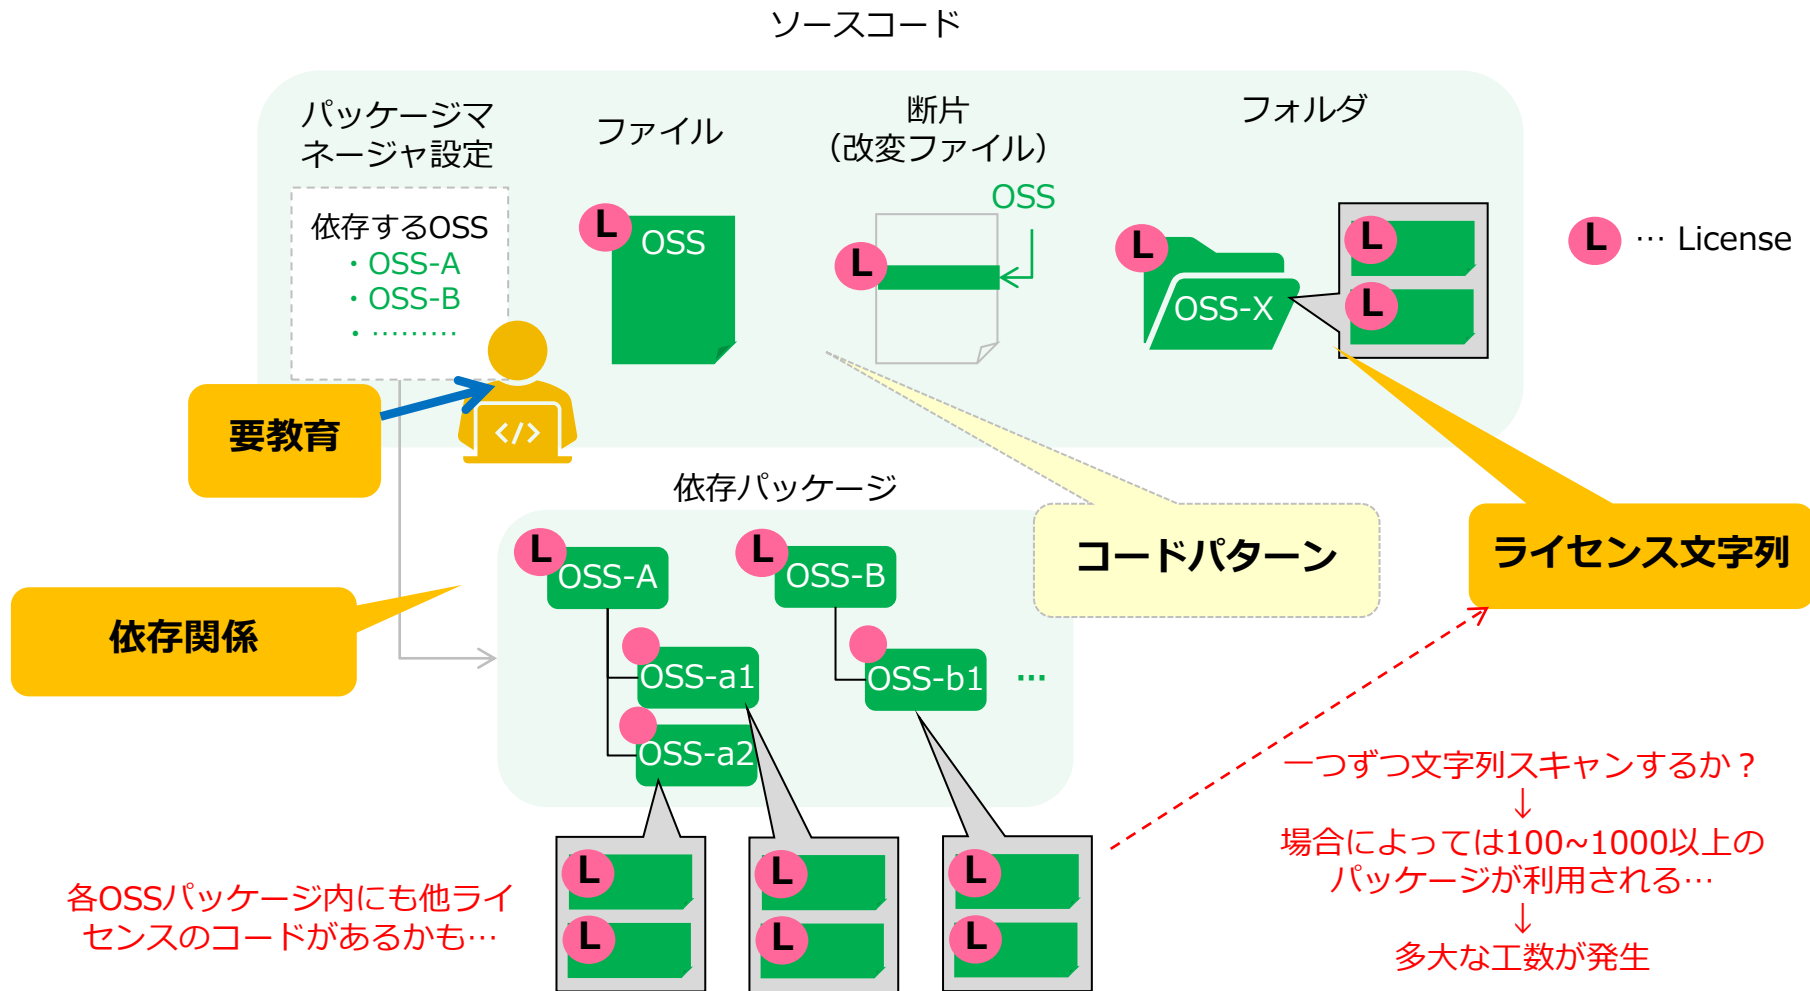 ソースコード
パッケージマ
ネージャ設定
ファイル
断片
（改変ファイル）
フォルダ
依存するOSS
・OSS-A
・OSS-B
・………
L
OSS
L
OSS
L
OSS-X
L
L
L … License
要教育
依存パッケージ
コードパターン
ライセンス文字列
依存関係
L
OSS-A
L
OSS-B
OSS-a1
OSS-b1
…
OSS-a2
L
L
L
L
L
L
各OSSパッケージ内にも他ライ
センスのコードがあるかも…
一つずつ文字列スキャンするか？
↓
場合によっては100~1000以上の
パッケージが利用される…
↓
多大な工数が発生